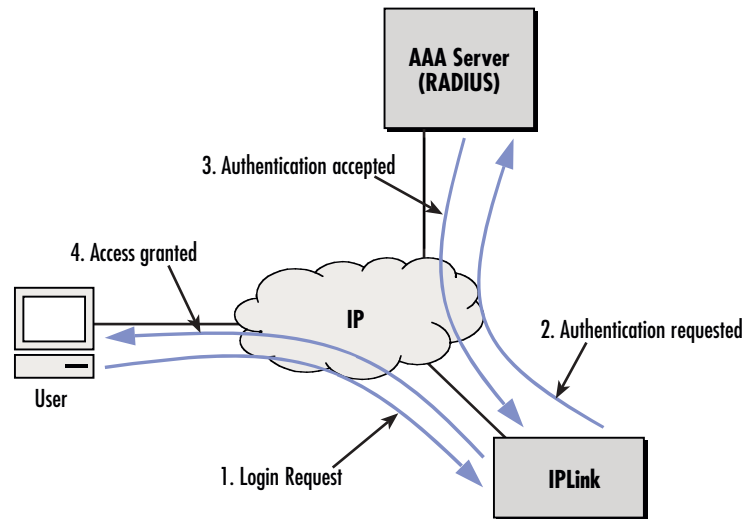 AAA Server
(RADIUS)
3. Authentication accepted
4. Access granted
IP
2. Authentication requested
User
1. Login Request
IPLink